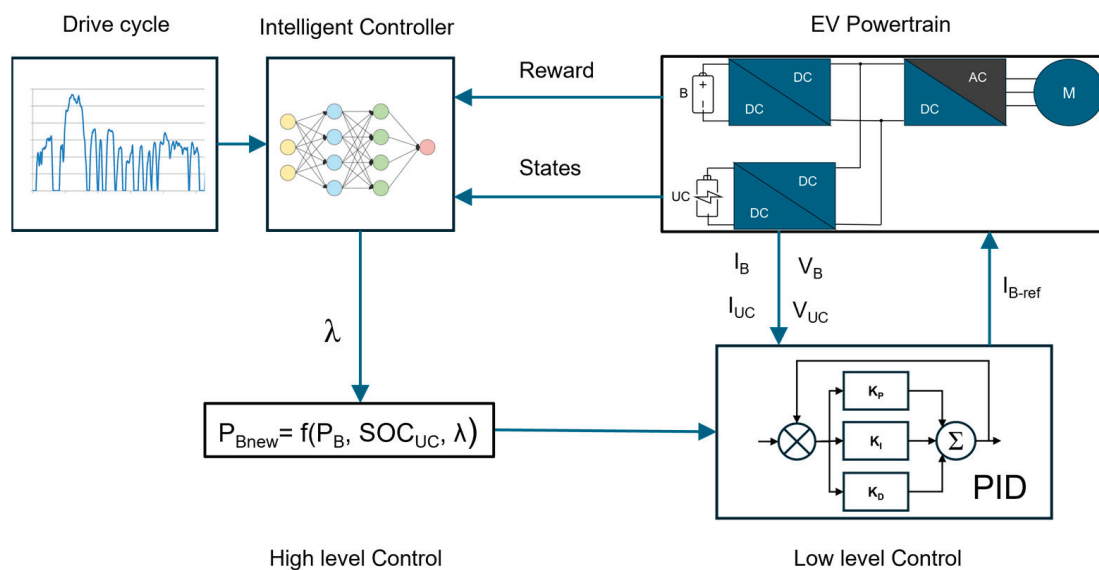 Drive cycle
Intelligent Controller
EV Powertrain
Reward
States
B
DC
DC
AC
DC
M
UC
DC
DC
I_B V_B
I_UC V_UC
I_B-ref
λ
P_Bnew= f(P_B, SOC_UC, λ)
K_P
K_I
Σ
K_D
PID
High level Control
Low level Control